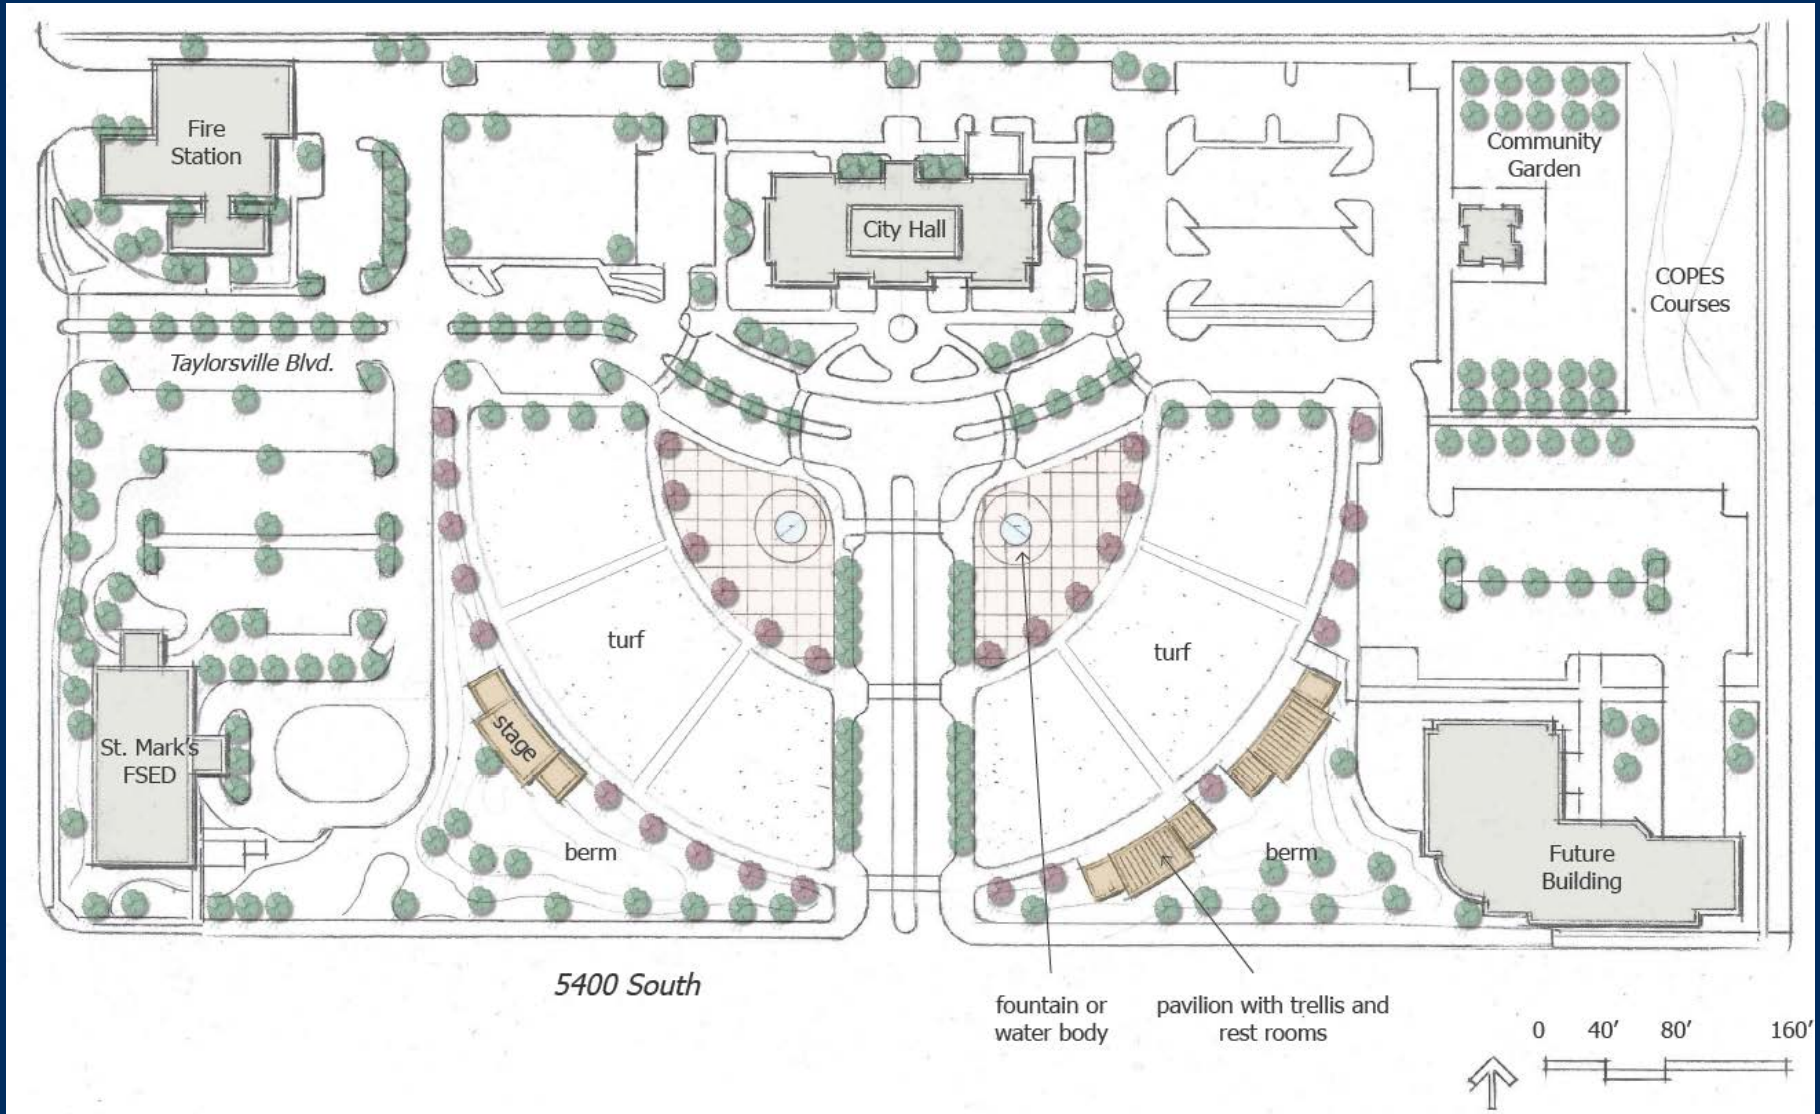 Fire
Station
City Hall
Community
Garden
COPES
Courses
Taylorsville Blvd.
turf
turf
stage
St. Mark's
FSED
berm
berm
Future
Building
5400 South
fountain or
water body
pavilion with trellis and
rest rooms
0 40' 80' 160'